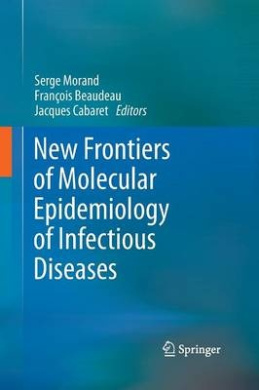 Serge Morand
François Beaudeau
Jacques Cabaret Editors
New Frontiers
of Molecular
Epidemiology
of Infectious
Diseases
Springer